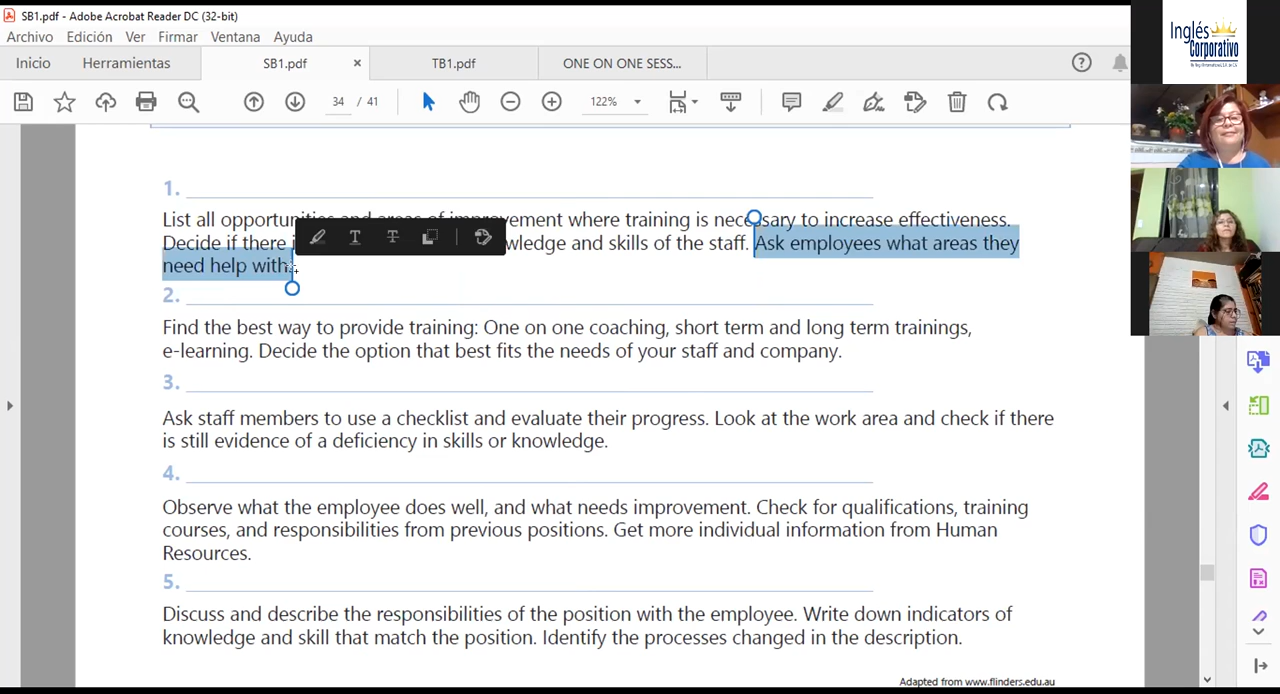 SB1.pdf - Adobe Acrobat Reader DC (32-bit)
Archivo Edición Ver Firmar Ventana Ayuda
Inicio Herramientas SB1.pdf × TB1.pdf ONE ON ONE SESS...
34 / 41 122%
Inglés
Corporativo
1.
List all opportunities and areas of improvement where training is necessary to increase effectiveness.
Decide if there knowledge and skills of the staff. Ask employees what areas they
need help with.
2.
Find the best way to provide training: One on one coaching, short term and long term trainings,
e-learning. Decide the option that best fits the needs of your staff and company.
3.
Ask staff members to use a checklist and evaluate their progress. Look at the work area and check if there
is still evidence of a deficiency in skills or knowledge.
4.
Observe what the employee does well, and what needs improvement. Check for qualifications, training
courses, and responsibilities from previous positions. Get more individual information from Human
Resources.
5.
Discuss and describe the responsibilities of the position with the employee. Write down indicators of
knowledge and skill that match the position. Identify the processes changed in the description.
Adapted from www.flinders.edu.au